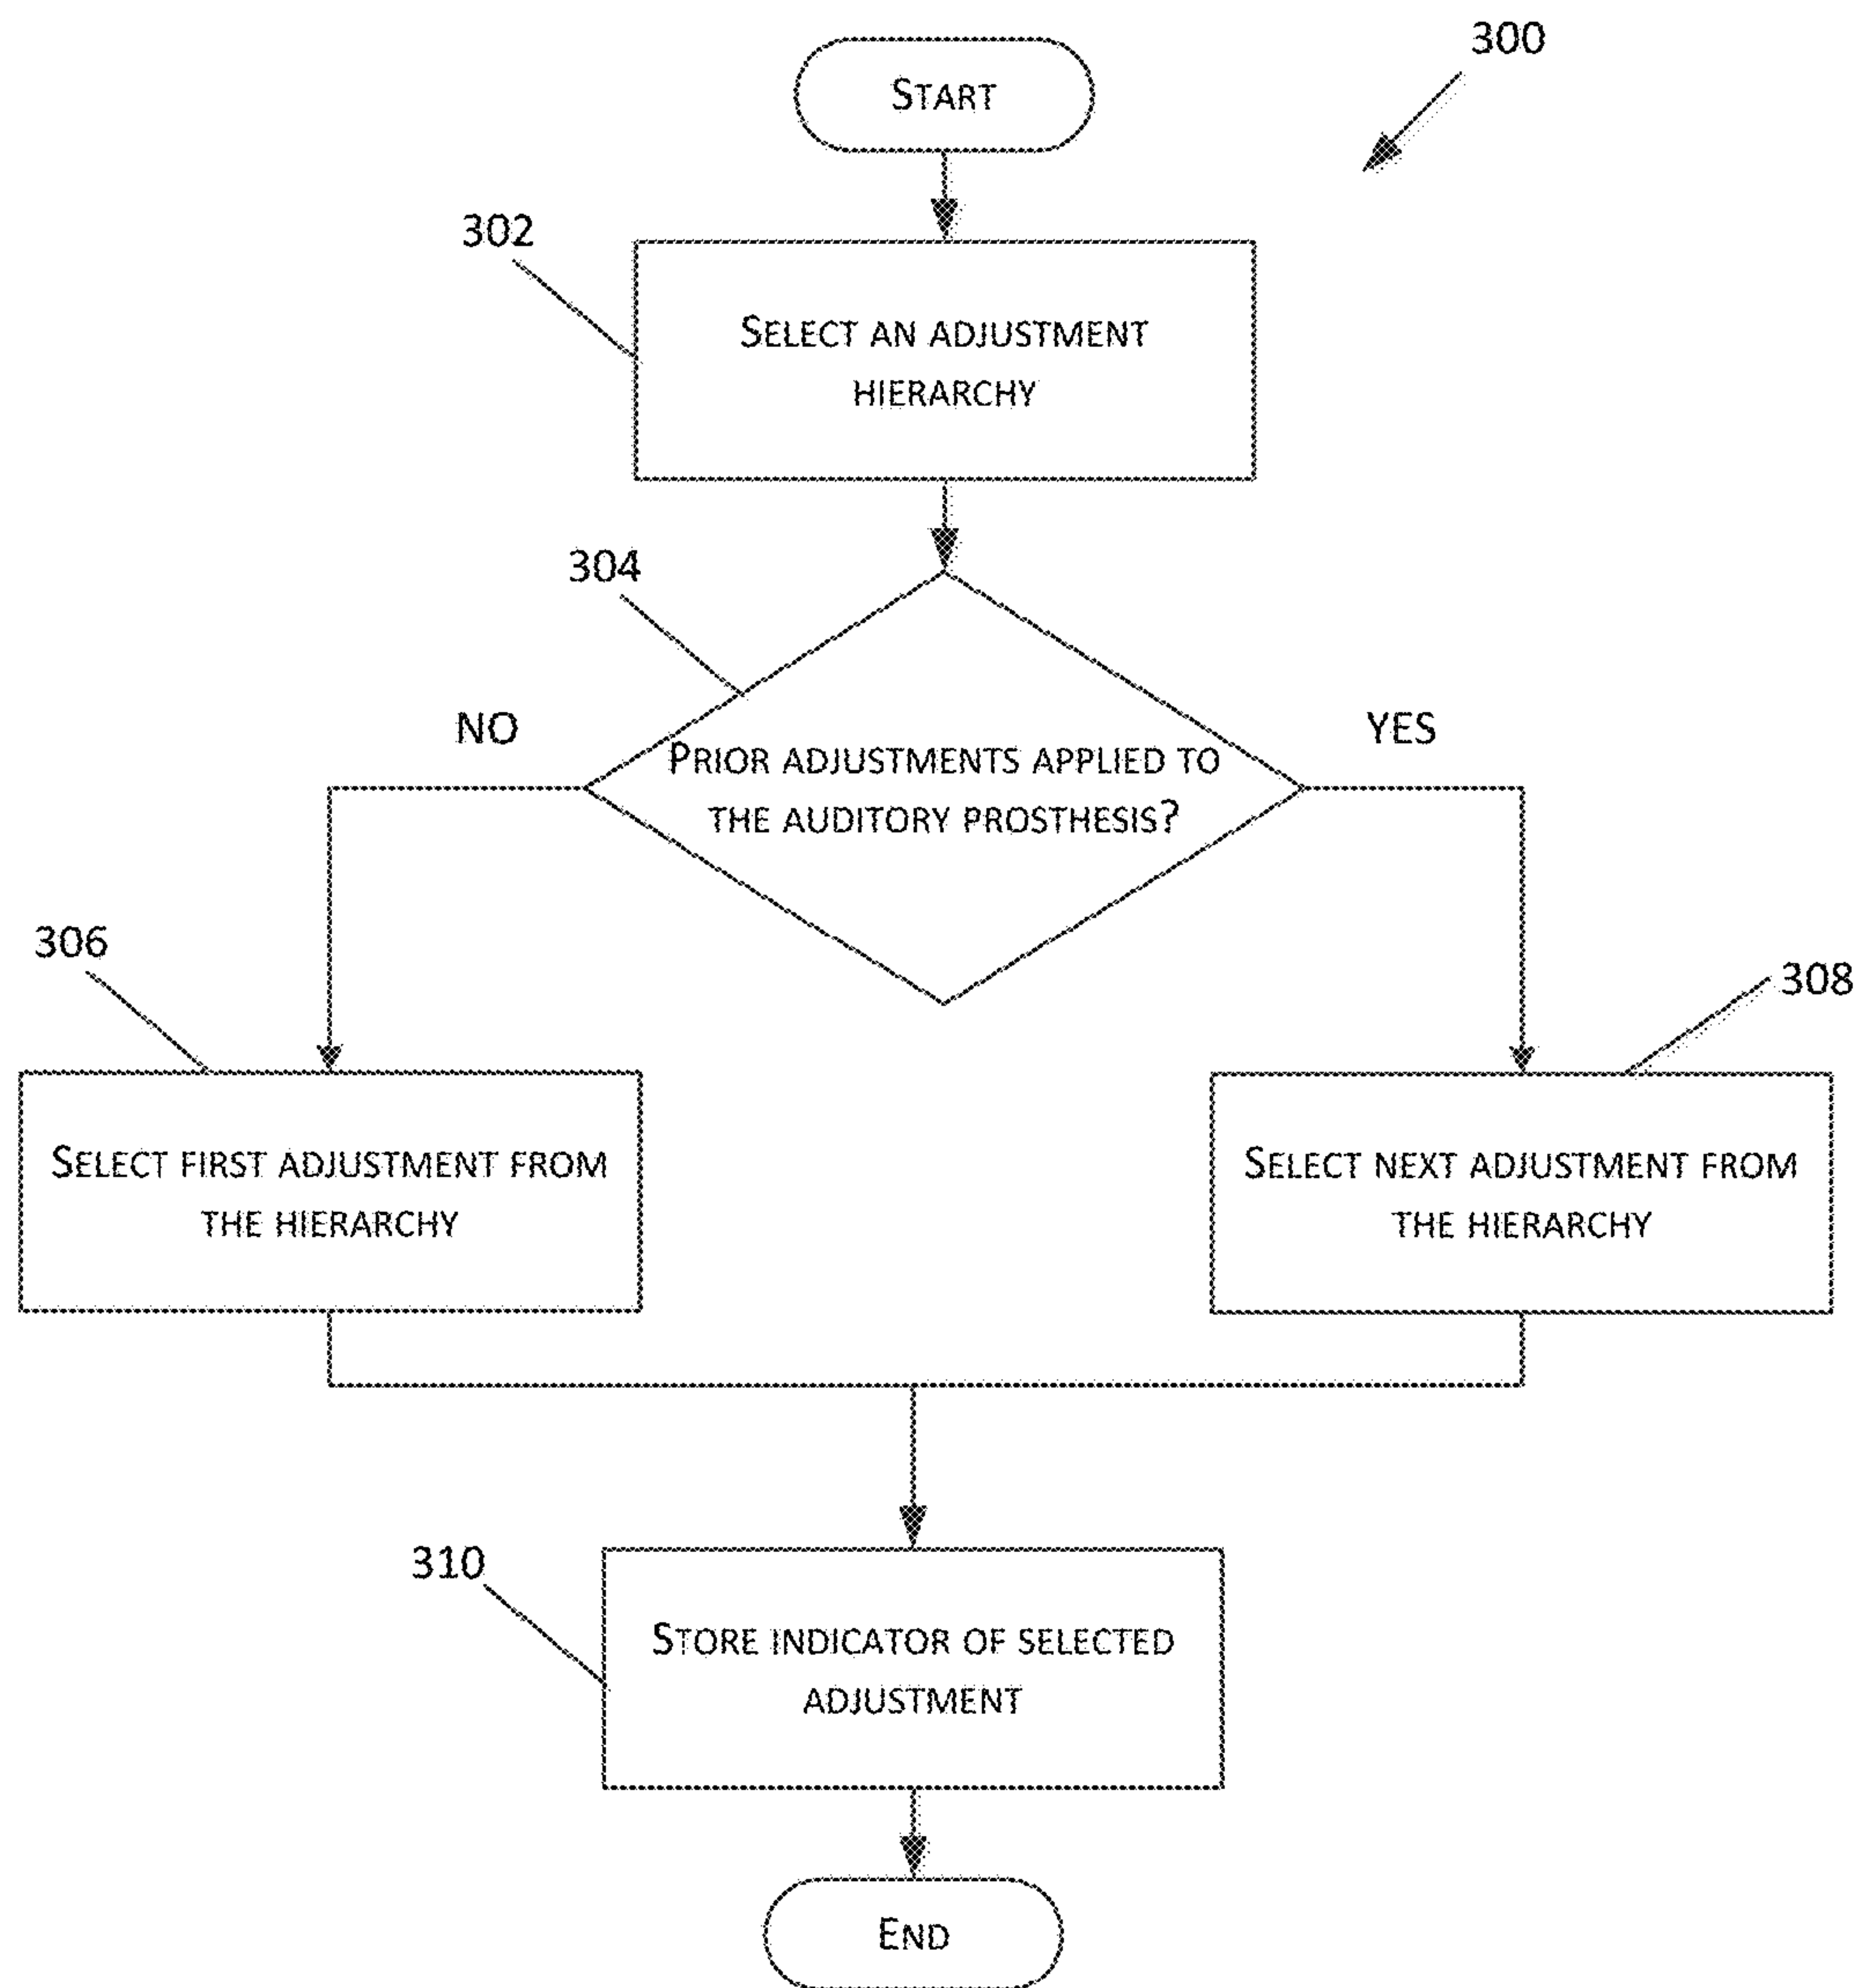 300
START
302
SELECT AN ADJUSTMENT
HIERARCHY
304
NO
YES
PRIOR ADJUSTMENTS APPLIED TO
THE AUDITORY PROSTHESIS?
306
308
SELECT FIRST ADJUSTMENT FROM
THE HIERARCHY
SELECT NEXT ADJUSTMENT FROM
THE HIERARCHY
310
STORE INDICATOR OF SELECTED
ADJUSTMENT
END